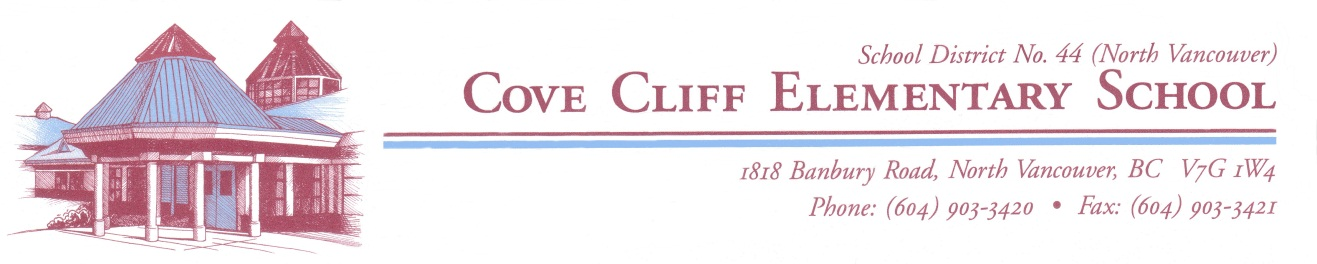 School District No. 44 (North Vancouver)
Cove Cliff Elementary School
1818 Banbury Road, North Vancouver, BC  V7G 1W4
Phone: (604) 903-3420 • Fax: (604) 903-3421